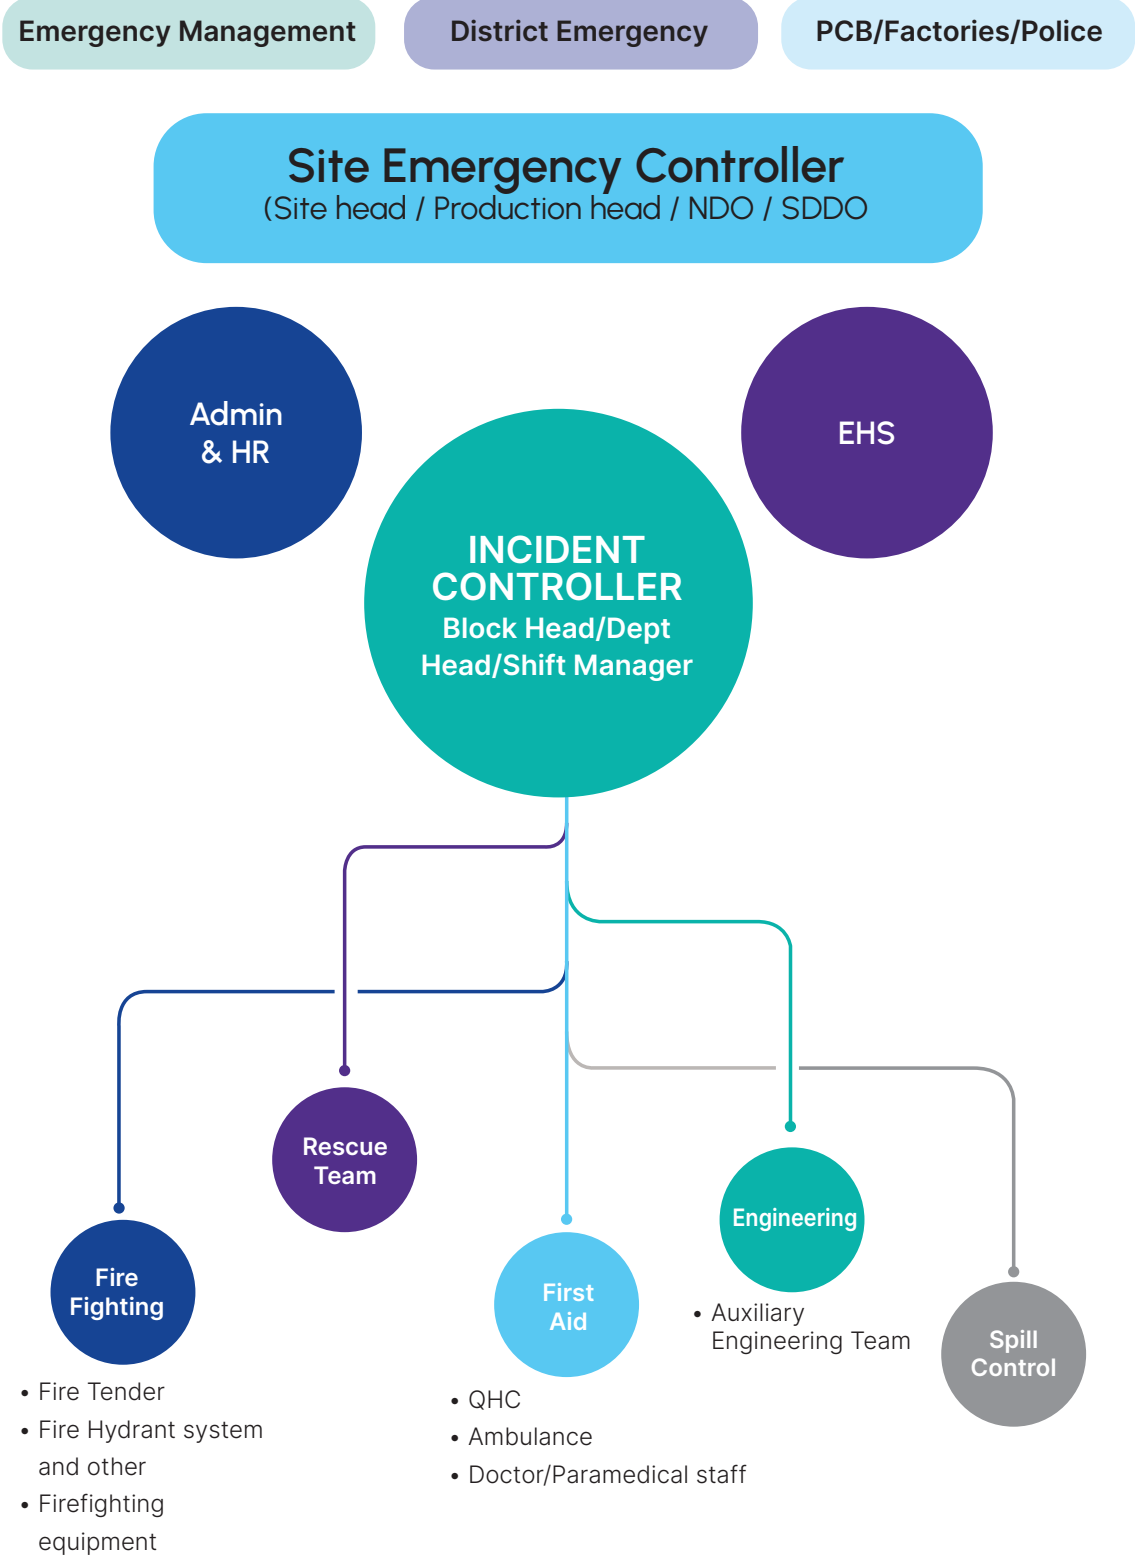 Emergency Management
District Emergency
PCB/Factories/Police
Site Emergency Controller
(Site head / Production head / NDO / SDDO
Admin
& HR
EHS
INCIDENT
CONTROLLER
Block Head/Dept
Head/Shift Manager
Rescue
Team
Engineering
Fire
Fighting
First
Aid
• Auxiliary
Engineering Team
Spill
Control
• Fire Tender
• Fire Hydrant system
and other
• Firefighting
equipment
• QHC
• Ambulance
• Doctor/Paramedical staff